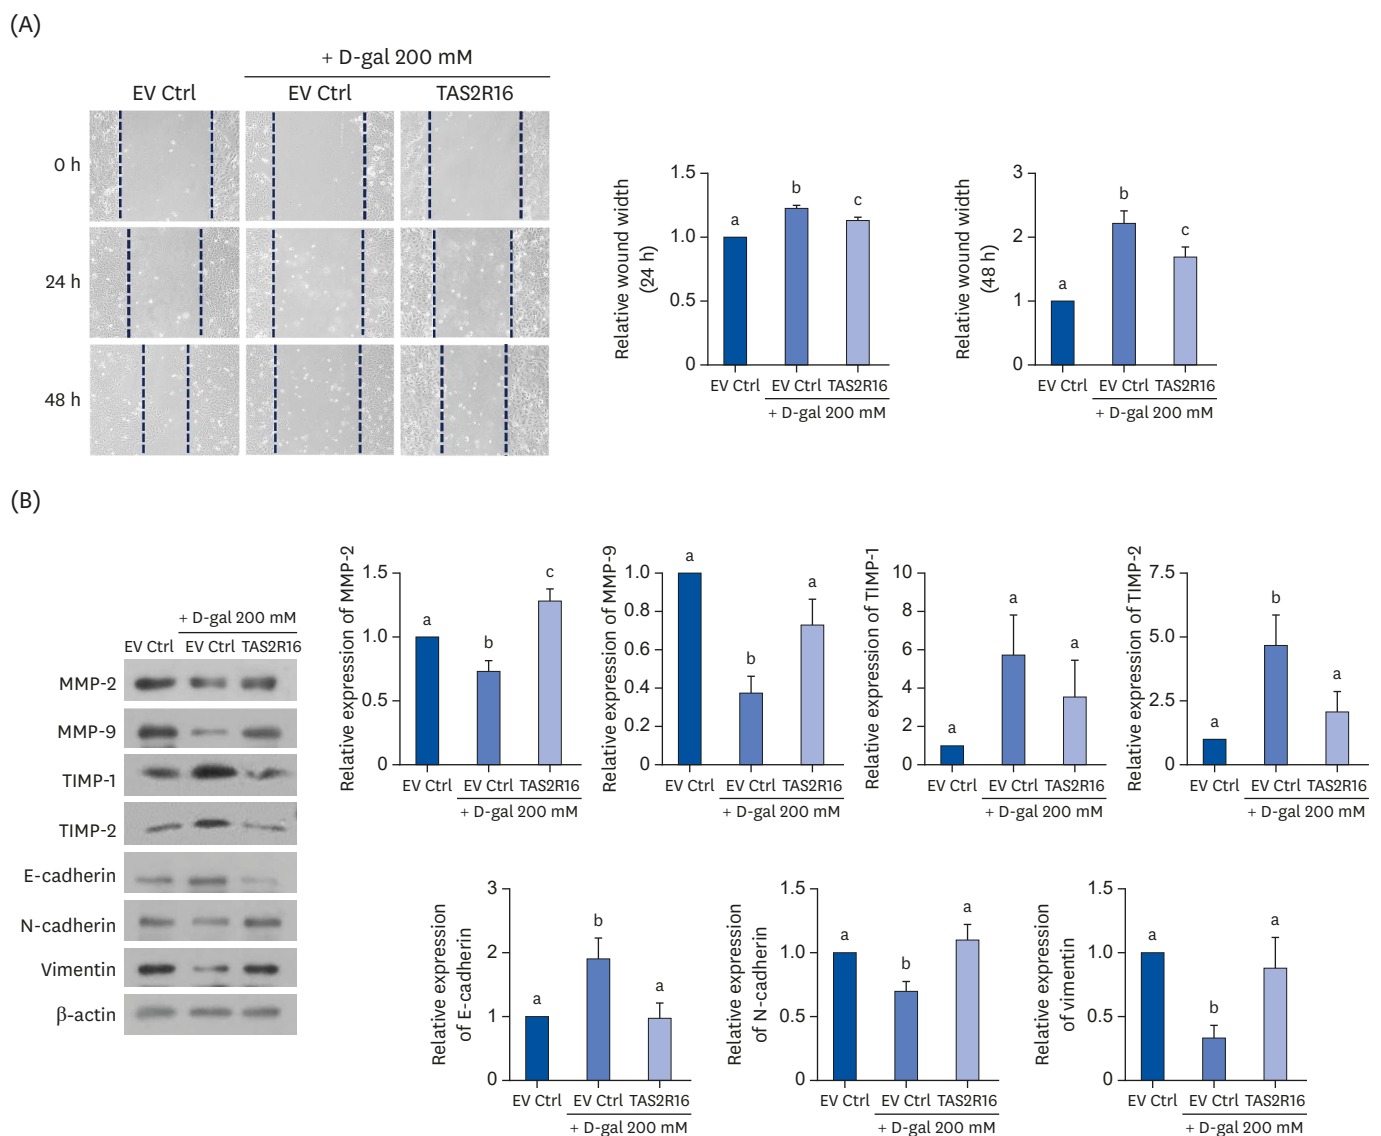 (A)
+ D-gal 200 mM
EV Ctrl EV Ctrl TAS2R16
0 h
24 h
48 h
Relative wound width
(24 h)
1.5
1.0
0.5
0
a
b
c
EV Ctrl EV Ctrl TAS2R16
+ D-gal 200 mM
Relative wound width
(48 h)
3
2
1
0
a
b
c
EV Ctrl EV Ctrl TAS2R16
+ D-gal 200 mM
(B)
+ D-gal 200 mM
EV Ctrl EV Ctrl TAS2R16
MMP-2
MMP-9
TIMP-1
TIMP-2
E-cadherin
N-cadherin
Vimentin
β-actin
Relative expression of MMP-2
1.5
1.0
0.5
0
a
b
c
EV Ctrl EV Ctrl TAS2R16
+ D-gal 200 mM
Relative expression of MMP-9
1.0
0.8
0.6
0.4
0.2
0
a
b
a
EV Ctrl EV Ctrl TAS2R16
+ D-gal 200 mM
Relative expression of TIMP-1
10
8
6
4
2
0
a
a
a
EV Ctrl EV Ctrl TAS2R16
+ D-gal 200 mM
Relative expression of TIMP-2
7.5
5.0
2.5
0
a
b
a
EV Ctrl EV Ctrl TAS2R16
+ D-gal 200 mM
Relative expression
of E-cadherin
3
2
1
0
a
b
a
EV Ctrl EV Ctrl TAS2R16
+ D-gal 200 mM
Relative expression
of N-cadherin
1.5
1.0
0.5
0
a
b
a
EV Ctrl EV Ctrl TAS2R16
+ D-gal 200 mM
Relative expression
of vimentin
1.5
1.0
0.5
0
a
b
a
EV Ctrl EV Ctrl TAS2R16
+ D-gal 200 mM